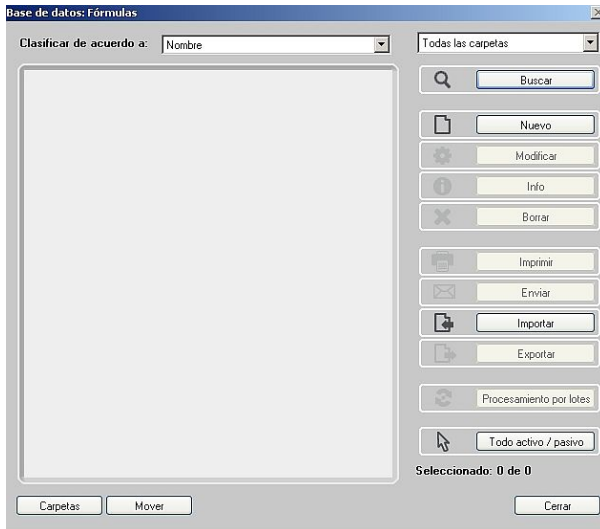 Base de datos: Fórmulas
Clasificar de acuerdo a:
Nombre
Todas las carpetas
Buscar
Nuevo
Modificar
Info
Borrar
Imprimir
Enviar
Importar
Exportar
Procesamiento por lotes
Todo activo / pasivo
Seleccionado: 0 de 0
Carpetas
Mover
Cerrar